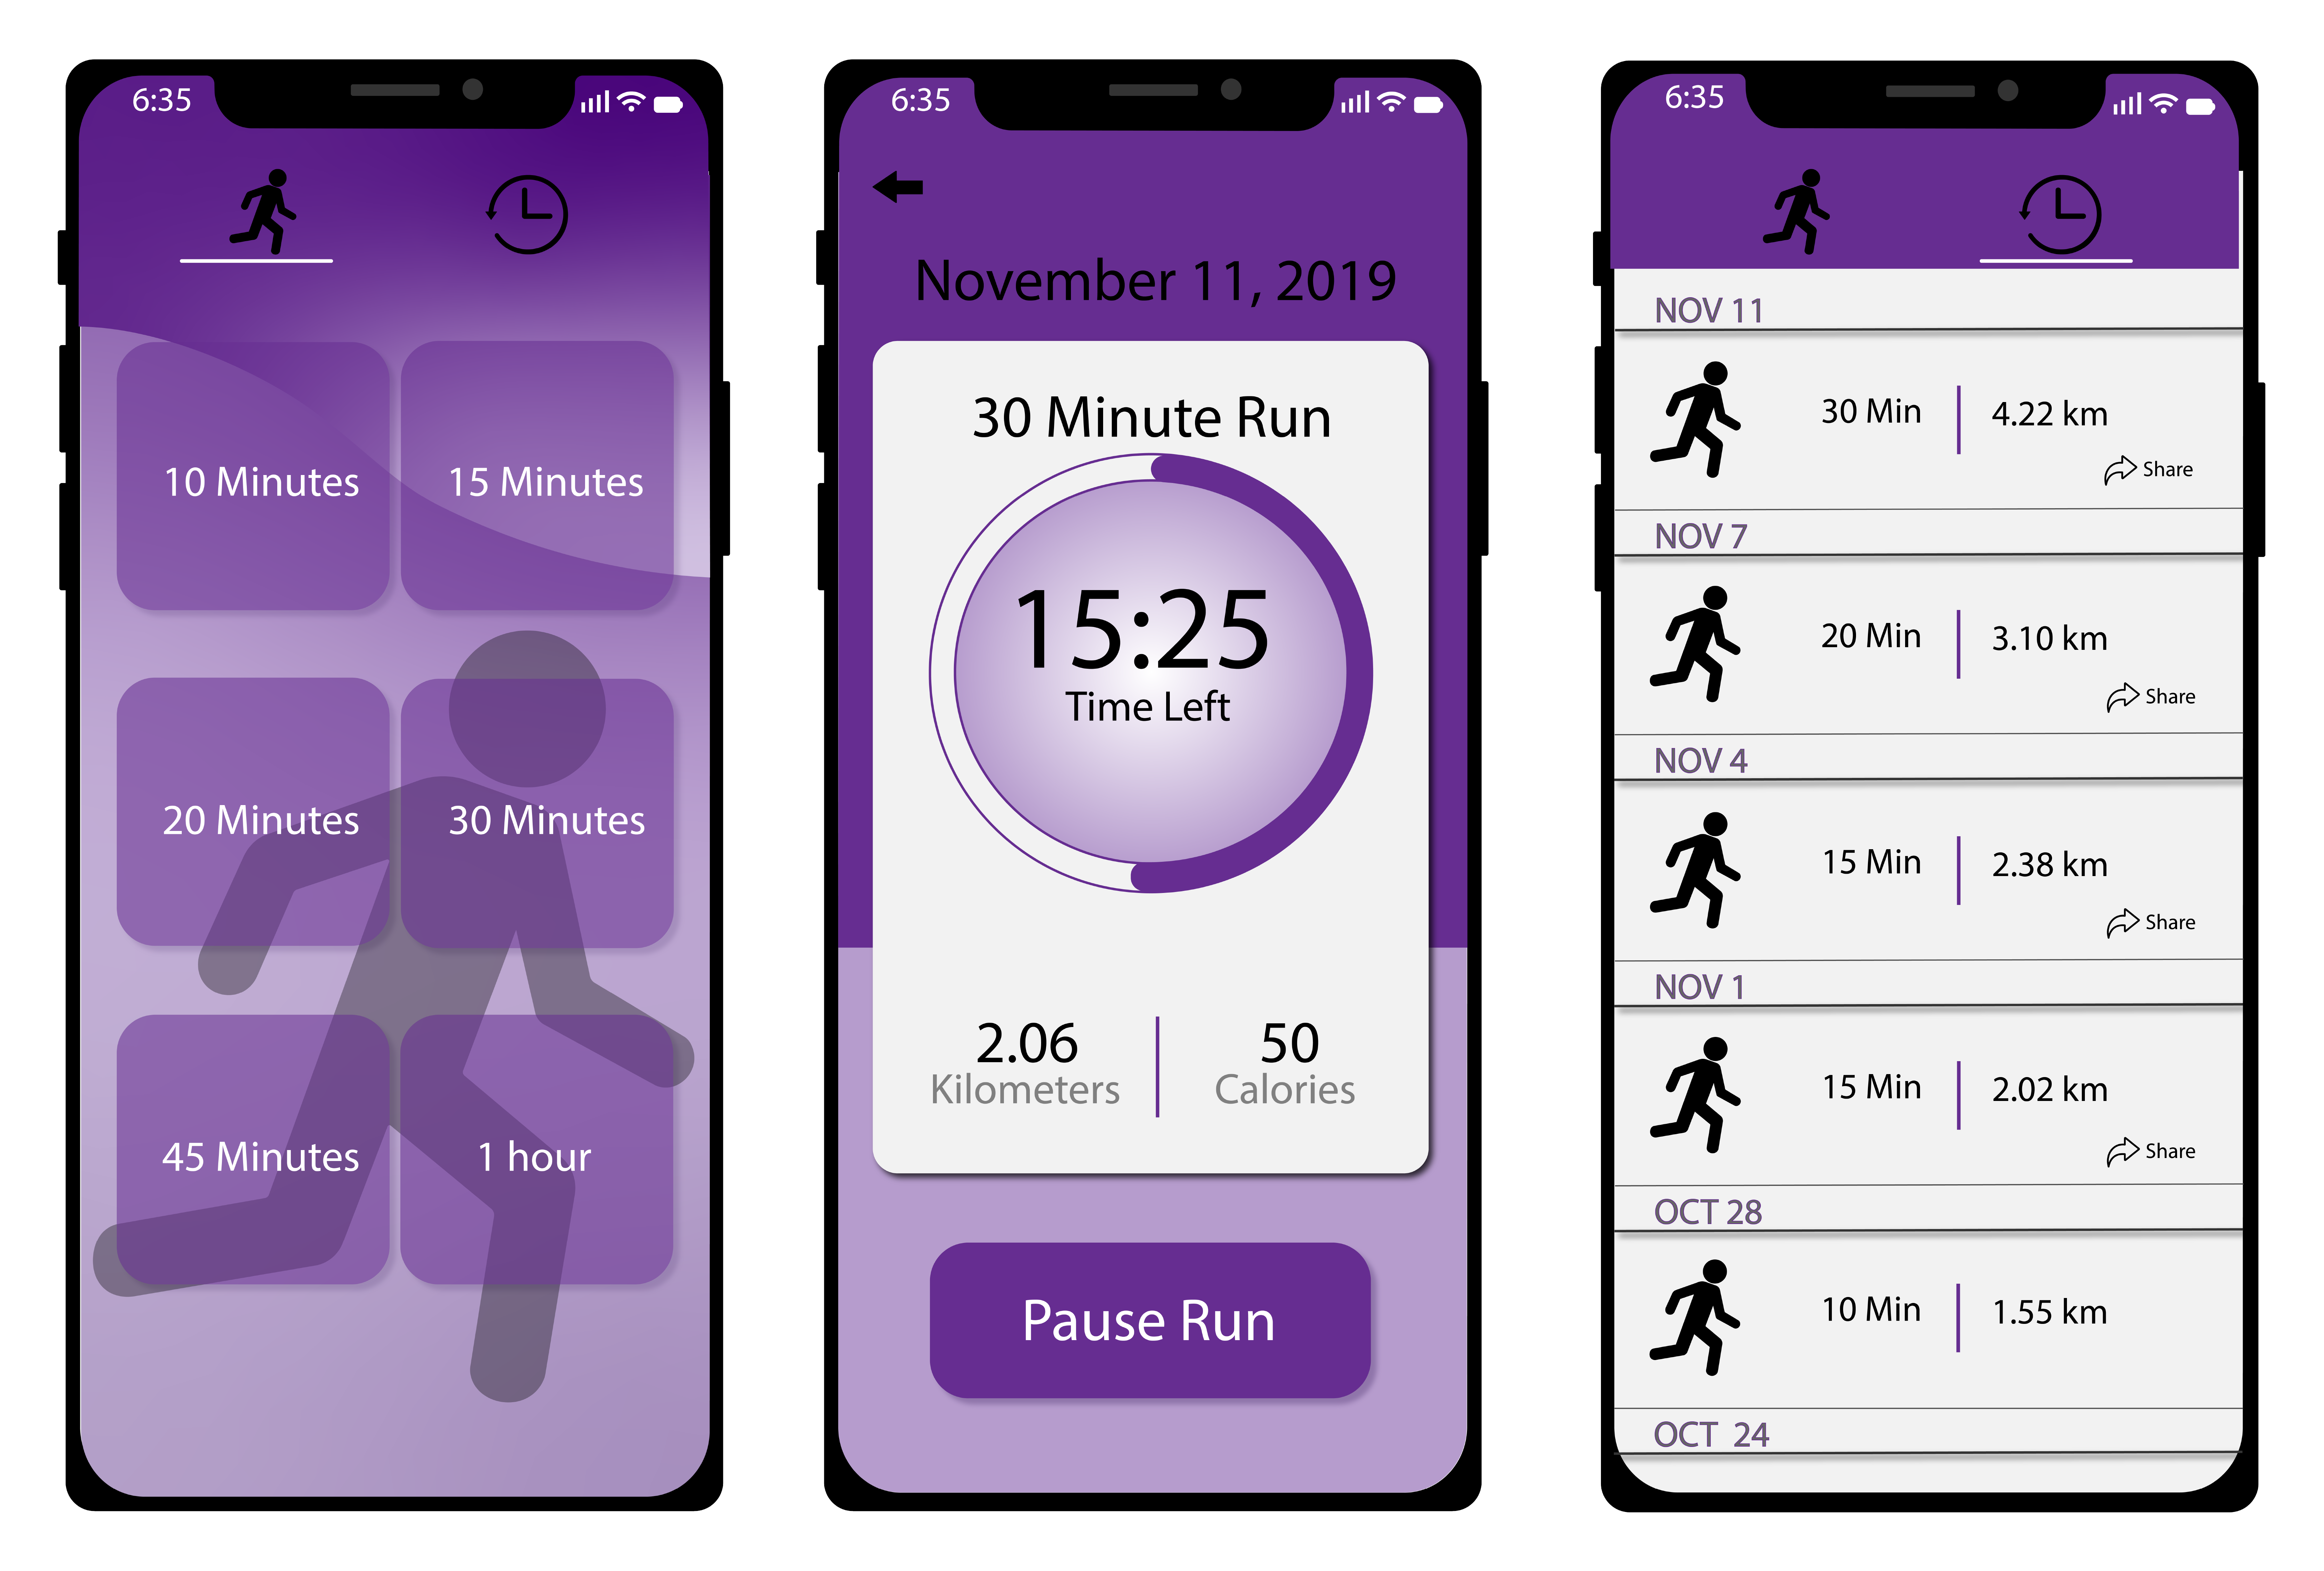 6:35
10 Minutes
15 Minutes
20 Minutes
30 Minutes
45 Minutes
1 hour
6:35
November 11, 2019
30 Minute Run
15:25
Time Left
2.06
Kilometers
50
Calories
Pause Run
6:35
NOV 11
30 Min
4.22 km
Share
NOV 7
20 Min
3.10 km
Share
NOV 4
15 Min
2.38 km
Share
NOV 1
15 Min
2.02 km
Share
OCT 28
10 Min
1.55 km
OCT 24